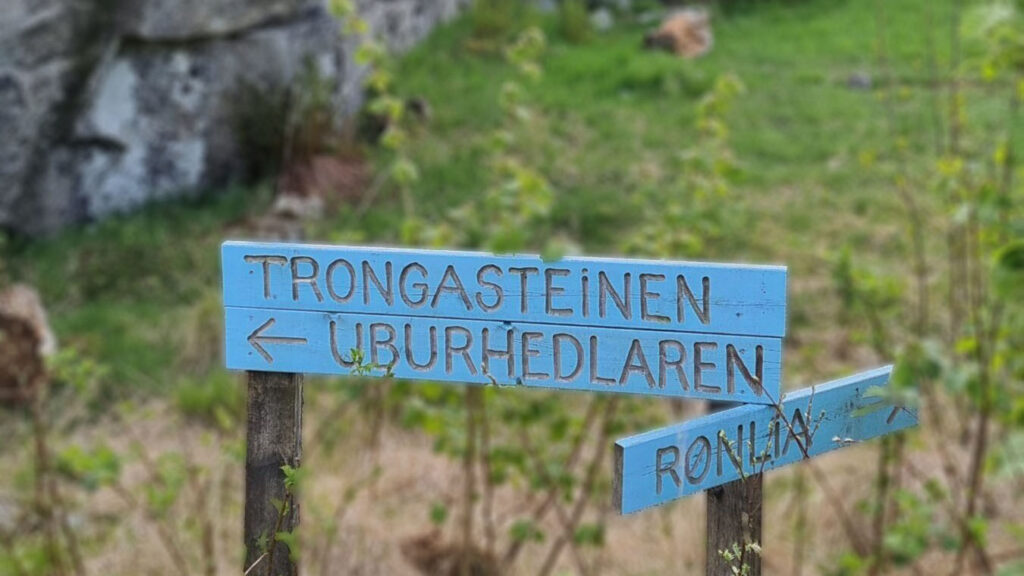 TRONGASTEiNEN
← UBURHEDLAREN
RØNLIA →